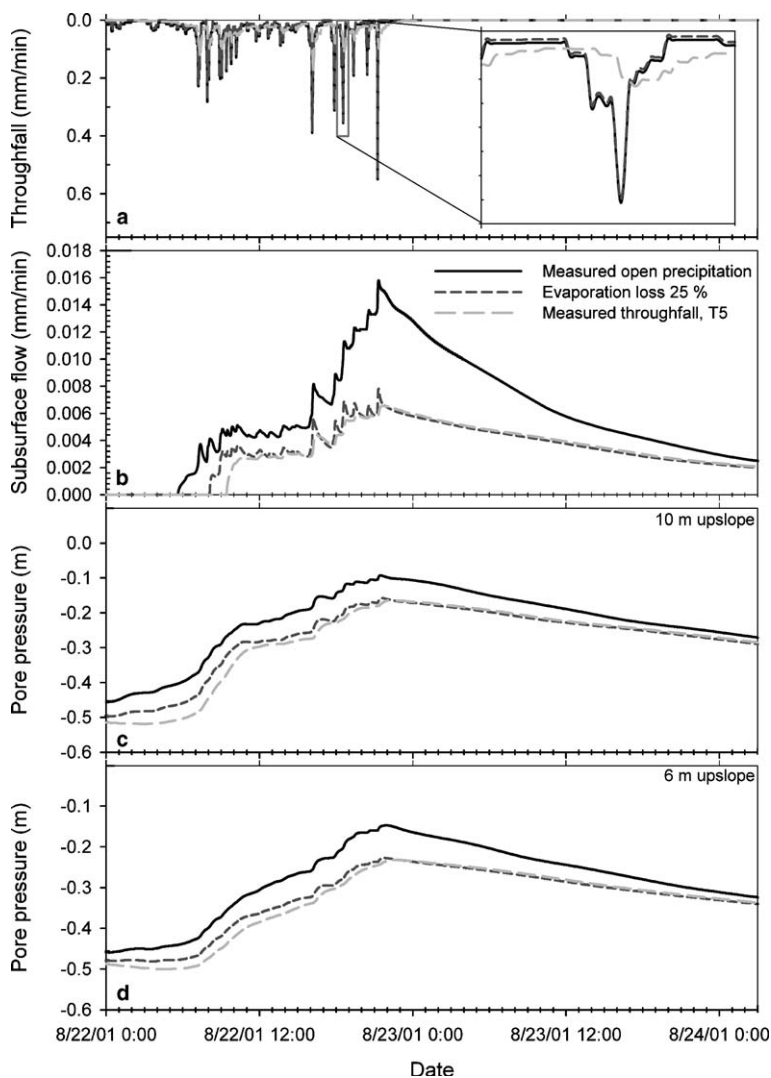 Throughfall (mm/min)
0.0
0.2
0.4
0.6
a
Subsurface flow (mm/min)
0.018
0.016
0.014
0.012
0.010
0.008
0.006
0.004
0.002
0.000
b
Measured open precipitation
Evaporation loss 25 %
Measured throughfall, T5
Pore pressure (m)
10 m upslope
0.0
-0.1
-0.2
-0.3
-0.4
-0.5
-0.6
c
Pore pressure (m)
6 m upslope
-0.1
-0.2
-0.3
-0.4
-0.5
-0.6
d
8/22/01 0:00
8/22/01 12:00
8/23/01 0:00
8/23/01 12:00
8/24/01 0:00
Date